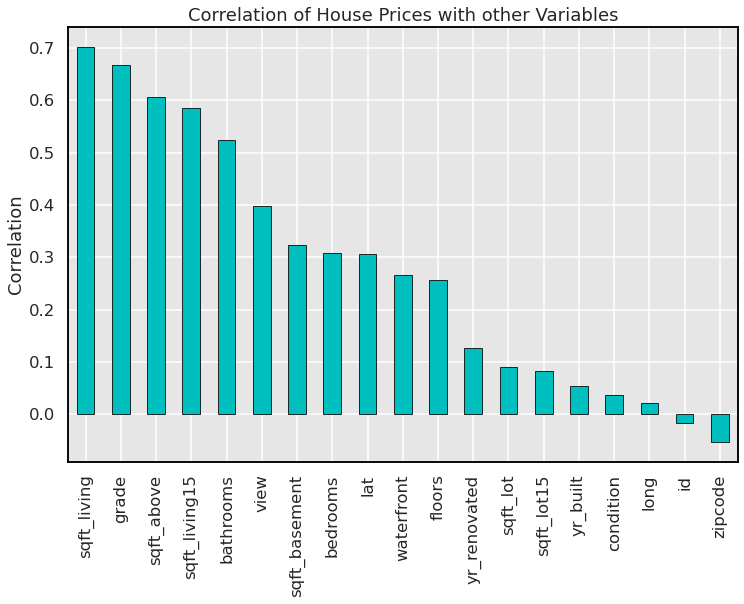 Correlation of House Prices with other Variables
Correlation
0.7
0.6
0.5
0.4
0.3
0.2
0.1
0.0
sqft_living
grade
sqft_above
sqft_living15
bathrooms
view
sqft_basement
bedrooms
lat
waterfront
floors
yr_renovated
sqft_lot
sqft_lot15
yr_built
condition
long
id
zipcode